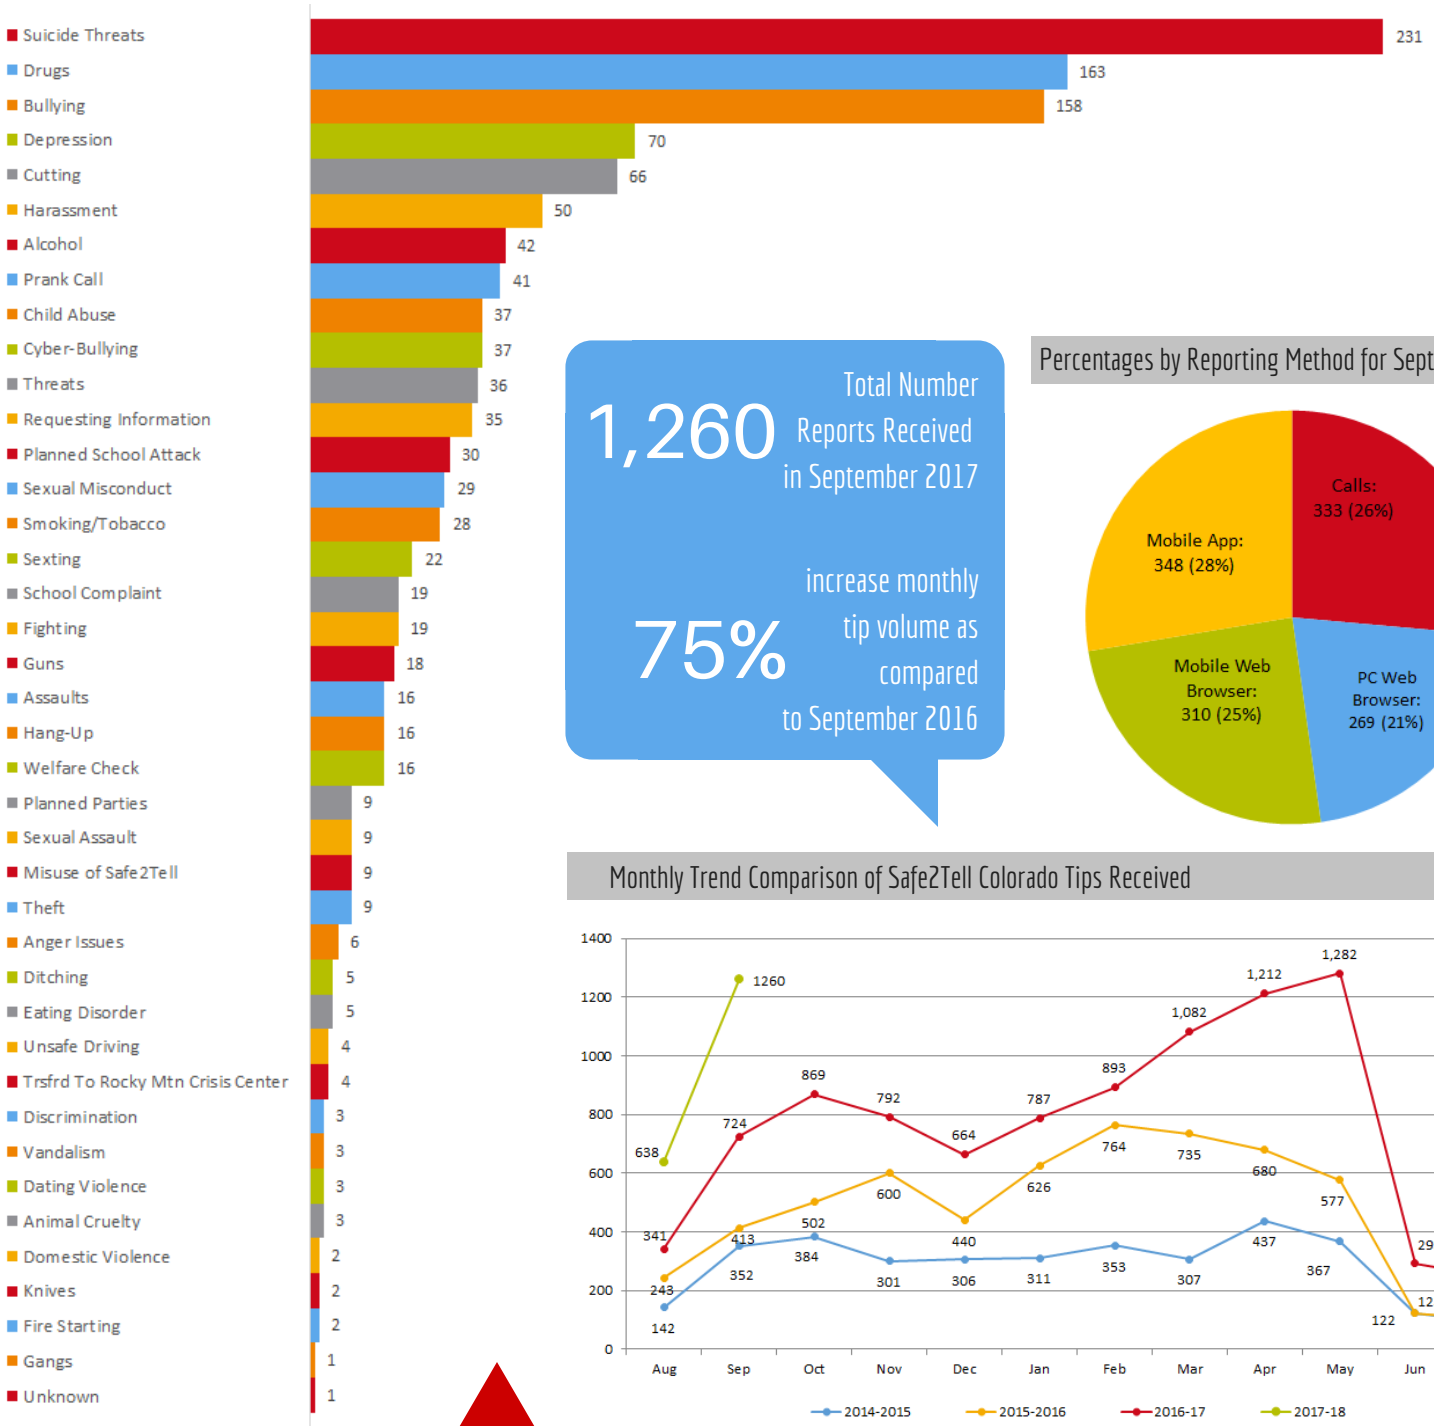 Suicide Threats 231
Drugs 163
Bullying 158
Depression 70
Cutting 66
Harassment 50
Alcohol 42
Prank Call 41
Child Abuse 37
Cyber-Bullying 37
Threats 36
Requesting Information 35
Planned School Attack 30
Sexual Misconduct 29
Smoking/Tobacco 28
Sexting 22
School Complaint 19
Fighting 19
Guns 18
Assaults 16
Hang-Up 16
Welfare Check 16
Planned Parties 9
Sexual Assault 9
Misuse of Safe2Tell 9
Theft 9
Anger Issues 6
Ditching 5
Eating Disorder 5
Unsafe Driving 4
Trsfrd To Rocky Mtn Crisis Center 4
Discrimination 3
Vandalism 3
Dating Violence 3
Animal Cruelty 3
Domestic Violence 2
Knives 2
Fire Starting 2
Gangs 1
Unknown 1
1,260
Total Number
Reports Received
in September 2017
75%
increase monthly
tip volume as
compared
to September 2016
Percentages by Reporting Method for Sept
Calls:
333 (26%)
Mobile App:
348 (28%)
Mobile Web
Browser:
310 (25%)
PC Web
Browser:
269 (21%)
Monthly Trend Comparison of Safe2Tell Colorado Tips Received
1400
1200
1000
800
600
400
200
0
638 1260
341 724 869 792 664 787 893 1,082 1,212 1,282 29
243 413 502 600 440 626 764 735 680 577 12
142 352 384 301 306 311 353 307 437 367 122
Aug Sep Oct Nov Dec Jan Feb Mar Apr May Jun
2014-2015 2015-2016 2016-17 2017-18